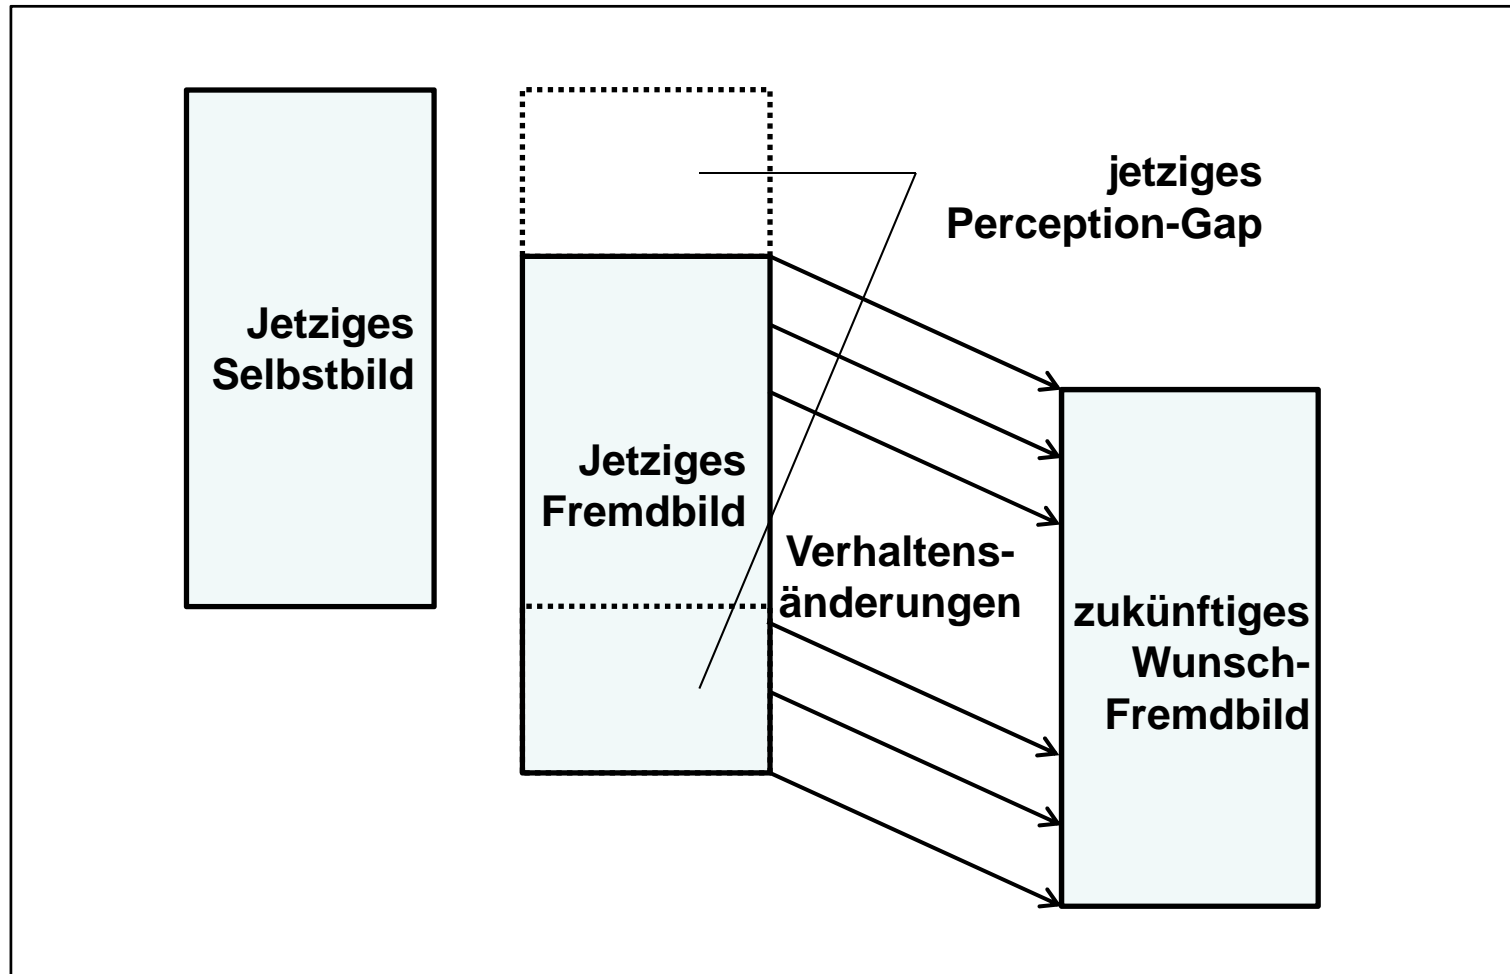 jetziges
Perception-Gap
Jetziges
Selbstbild
Jetziges
Fremdbild
Verhaltens-
änderungen
zukünftiges
Wunsch-
Fremdbild